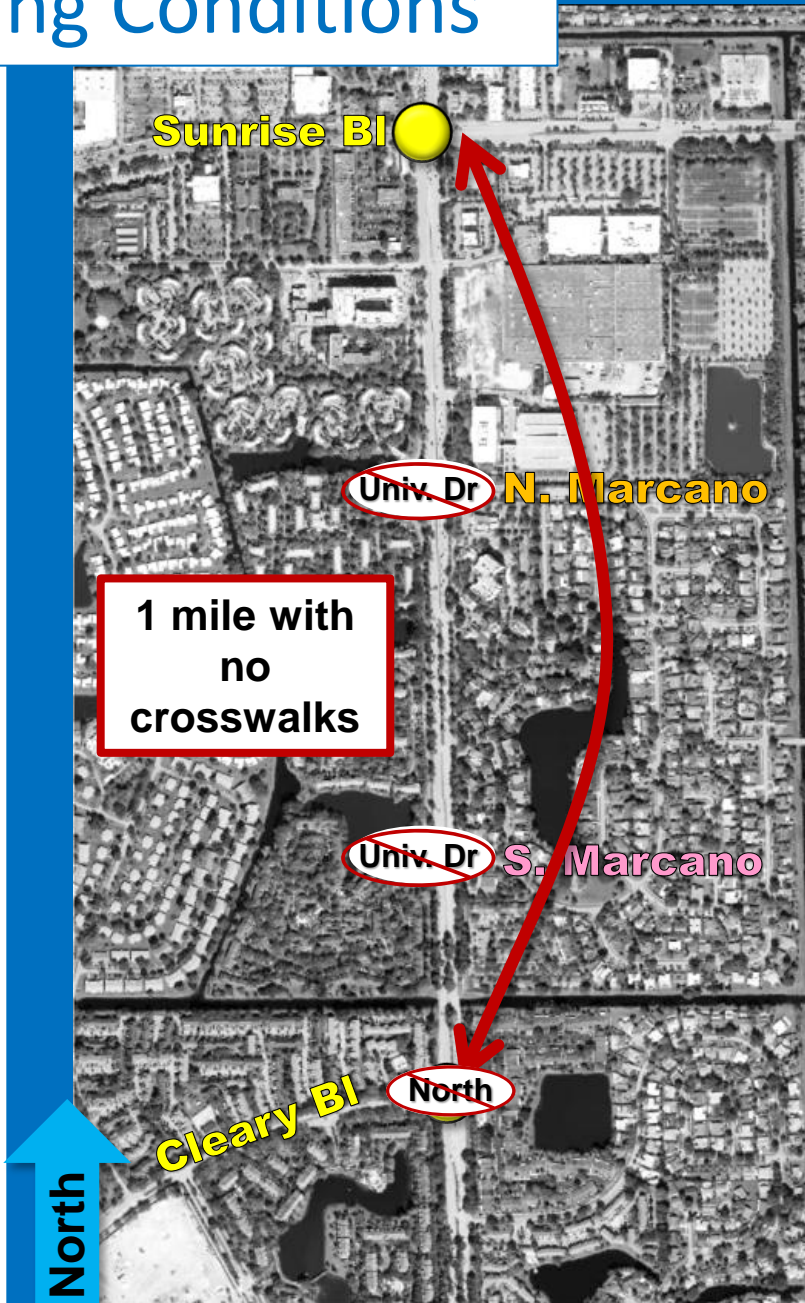 ng Conditions
Sunrise Bl
Univ. Dr N. Marcano
1 mile with
no
crosswalks
Univ. Dr S. Marcano
North
Cleary Bl
North